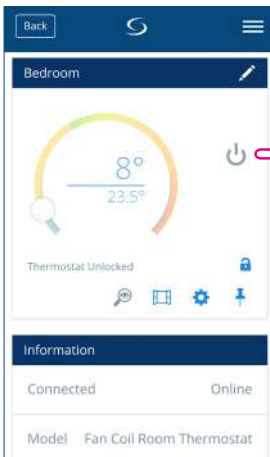 Back
Bedroom
8°
23.5°
Thermostat Unlocked
Information
Connected Online
Model Fan Coil Room Thermostat